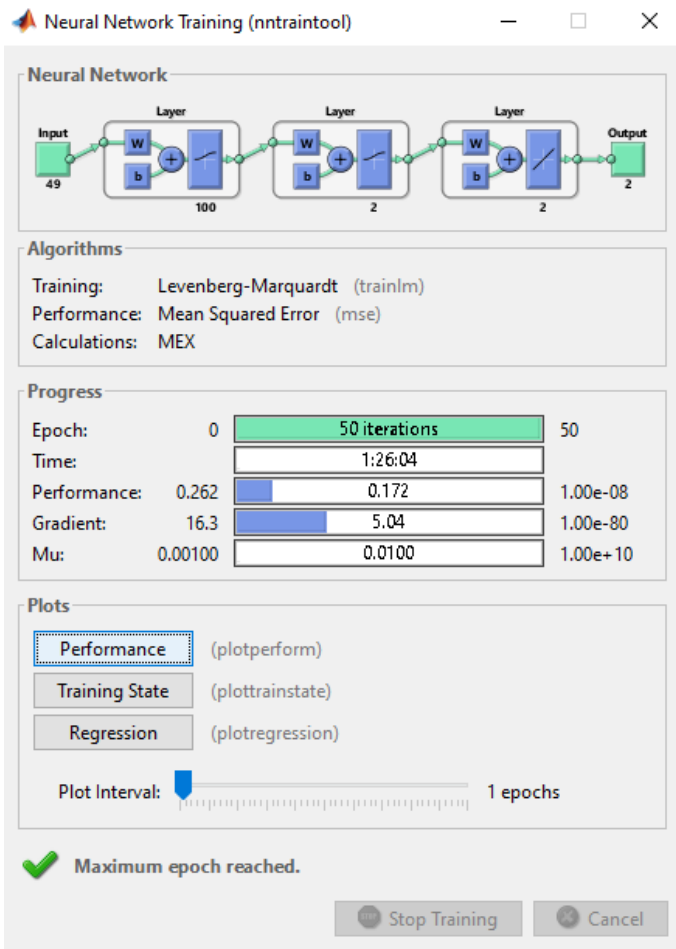 Neural Network Training (nntraintool)
Neural Network
Layer Layer Layer
Input Output
W W W
+ + +
b b b
49 2
100 2 2
Algorithms
Training: Levenberg-Marquardt (trainlm)
Performance: Mean Squared Error (mse)
Calculations: MEX
Progress
Epoch: 0 50 iterations 50
Time: 1:26:04
Performance: 0.262 0.172 1.00e-08
Gradient: 16.3 5.04 1.00e-80
Mu: 0.00100 0.0100 1.00e+10
Plots
Performance (plotperform)
Training State (plottrainstate)
Regression (plotregression)
Plot Interval: 1 epochs
Maximum epoch reached.
STOP Stop Training Cancel